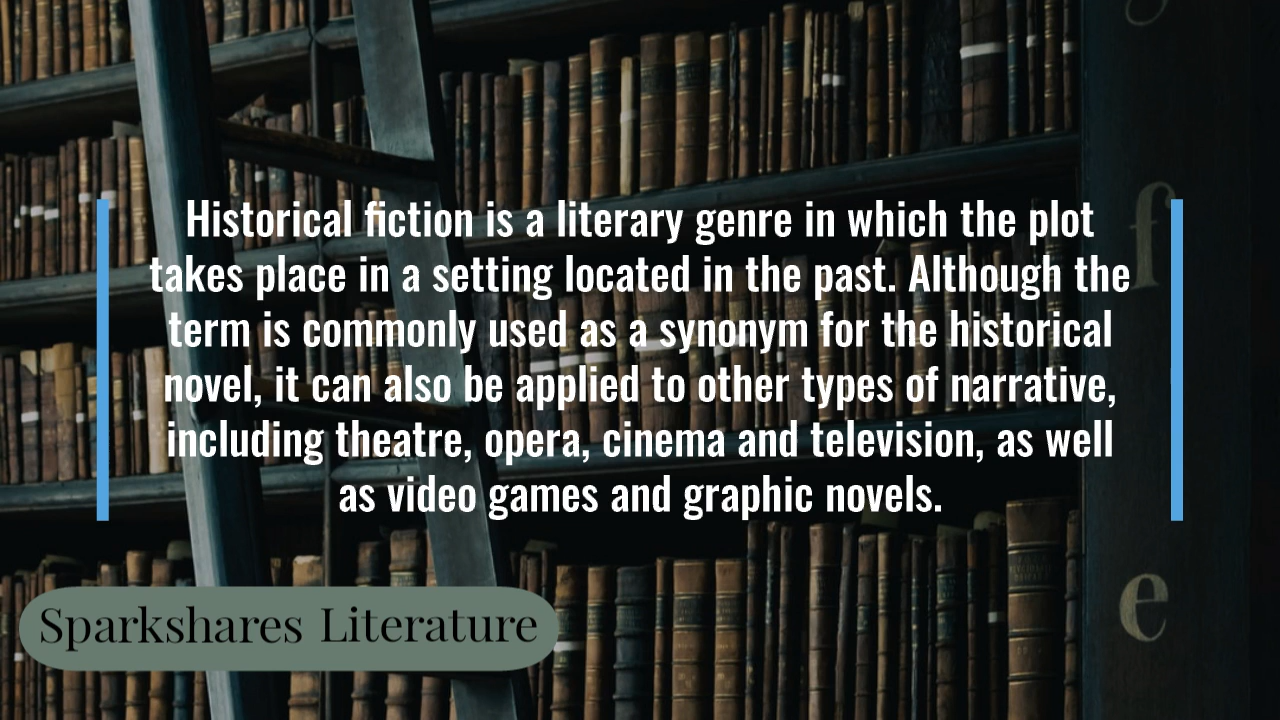 Historical fiction is a literary genre in which the plot
takes place in a setting located in the past. Although the
term is commonly used as a synonym for the historical
novel, it can also be applied to other types of narrative,
including theatre, opera, cinema and television, as well
as video games and graphic novels.
f
e
Sparkshares Literature